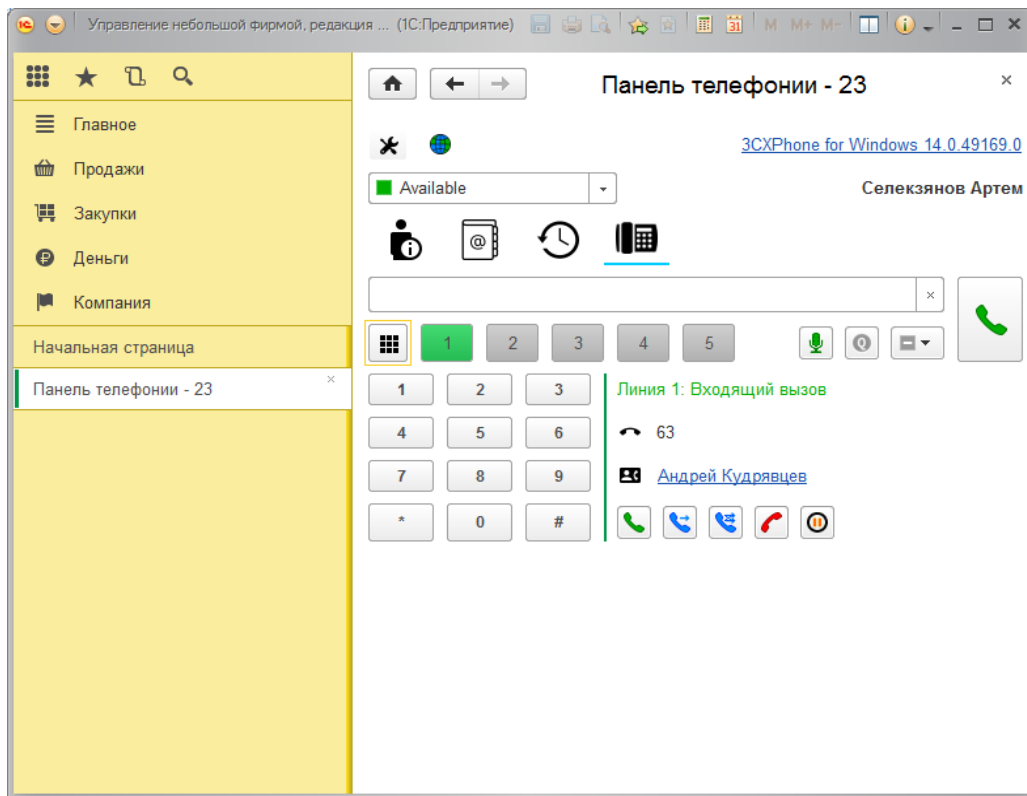 1С Управление небольшой фирмой, редакция ... (1С:Предприятие) 31 M M+ M-
Главное
Продажи
Закупки
Деньги
Компания
Начальная страница
Панель телефонии - 23
Панель телефонии - 23
3CXPhone for Windows 14.0.49169.0
Available
Селекзянов Артем
@
1 2 3 4 5 Q
1 2 3
4 5 6
7 8 9
* 0 #
Линия 1: Входящий вызов
63
Андрей Кудрявцев